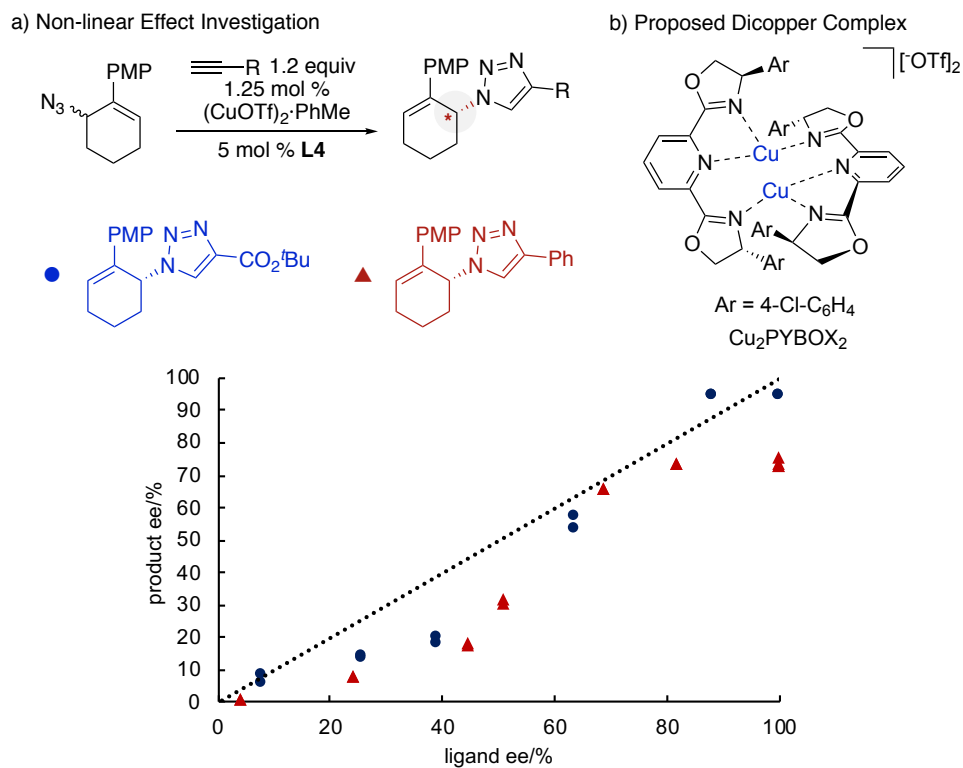 a) Non-linear Effect Investigation
b) Proposed Dicopper Complex
PMP
N3
R 1.2 equiv
1.25 mol %
(CuOTf)2·PhMe
5 mol % L4
PMP N N
N
R
*
PMP N N
N
CO2tBu
PMP N N
N
Ph
][-OTf]2
O
Ar
N
Ar
O
N
Cu
N
N
Cu
N
N
O
Ar
Ar
O
Ar = 4-Cl-C6H4
Cu2PYBOX2
product ee/%
100
90
80
70
60
50
40
30
20
10
0
0 20 40 60 80 100
ligand ee/%